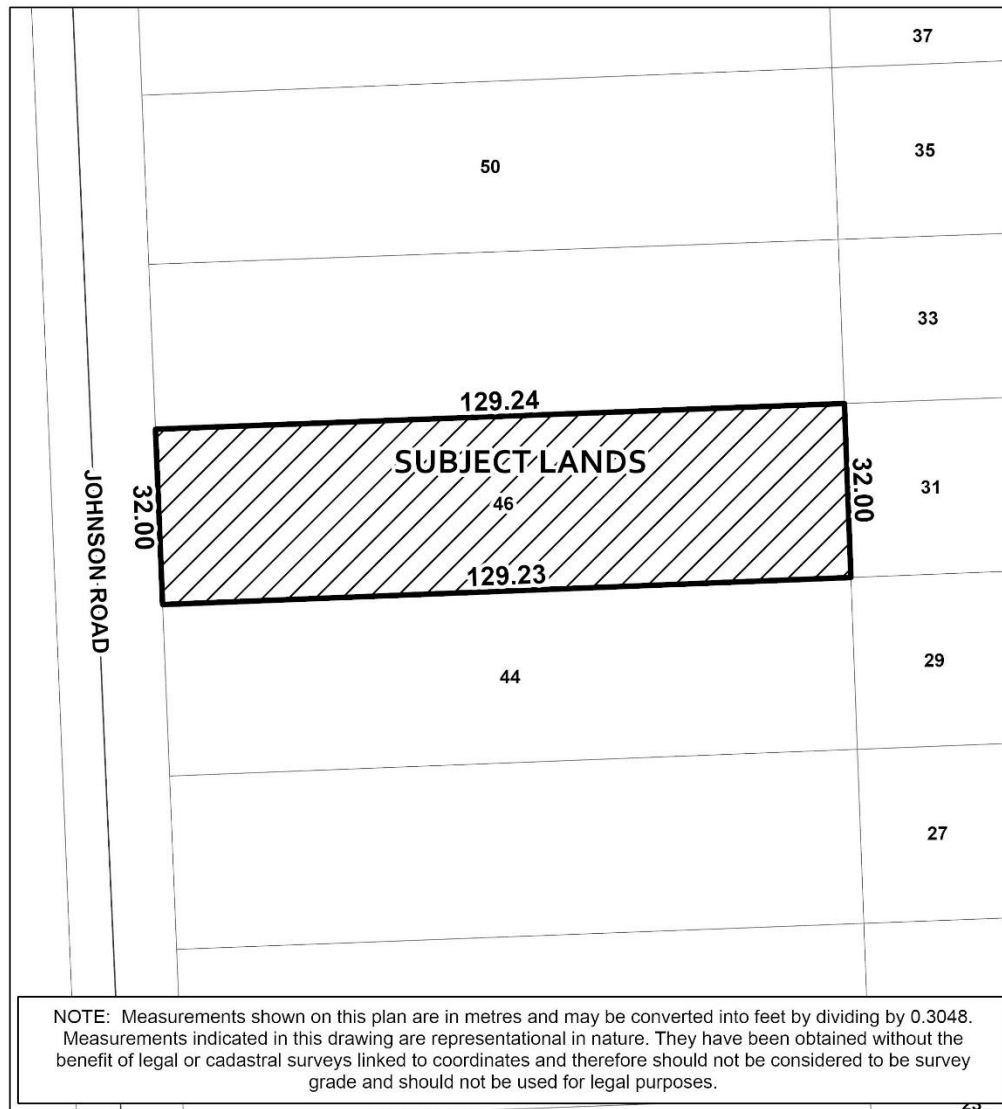 37
35
50
33
129.24
SUBJECT LANDS
46
31
32.00
32.00
JOHNSON ROAD
129.23
29
44
27
NOTE: Measurements shown on this plan are in metres and may be converted into feet by dividing by 0.3048.
Measurements indicated in this drawing are representational in nature. They have been obtained without the
benefit of legal or cadastral surveys linked to coordinates and therefore should not be considered to be survey
grade and should not be used for legal purposes.